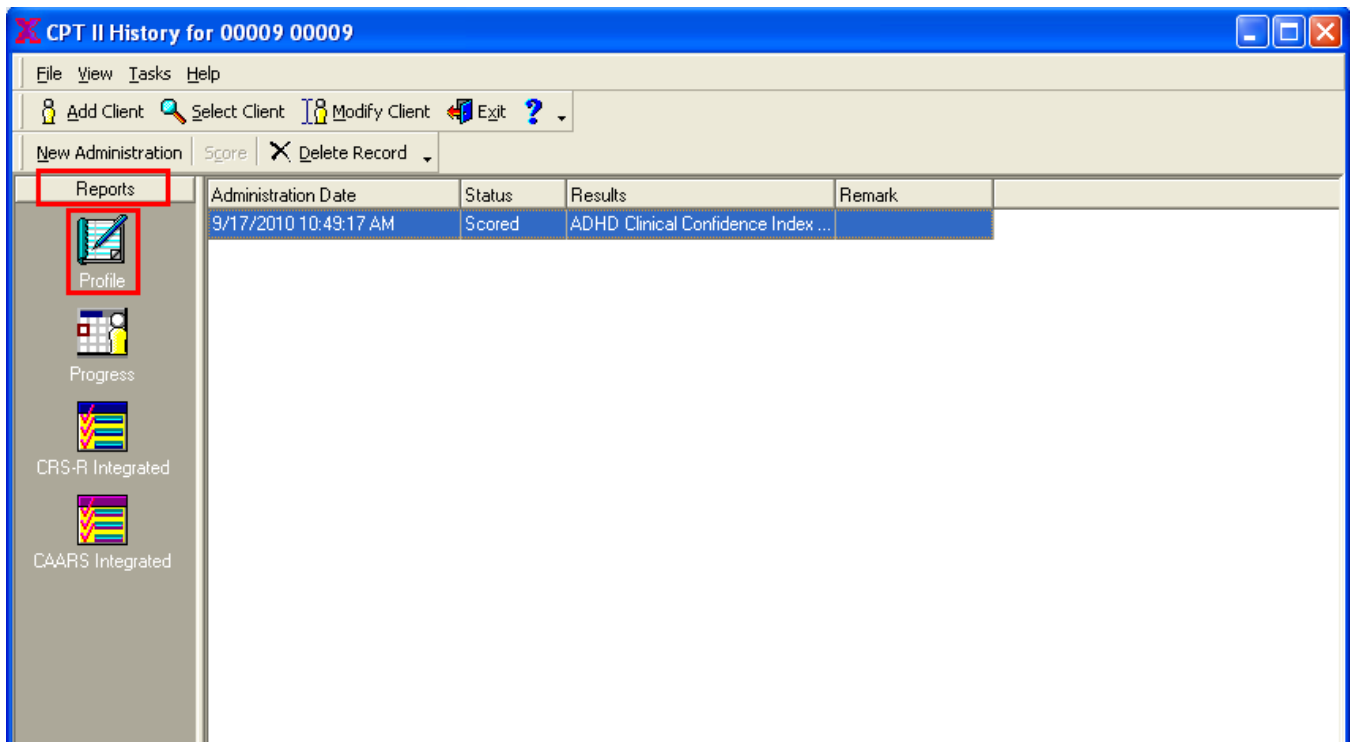 CPT II History for 00009 00009
File View Tasks Help
Add Client Select Client Modify Client Exit ?
New Administration Score Delete Record
Reports
Administration Date Status Results Remark
9/17/2010 10:49:17 AM Scored ADHD Clinical Confidence Index ...
Profile
Progress
CRS-R Integrated
CAARS Integrated